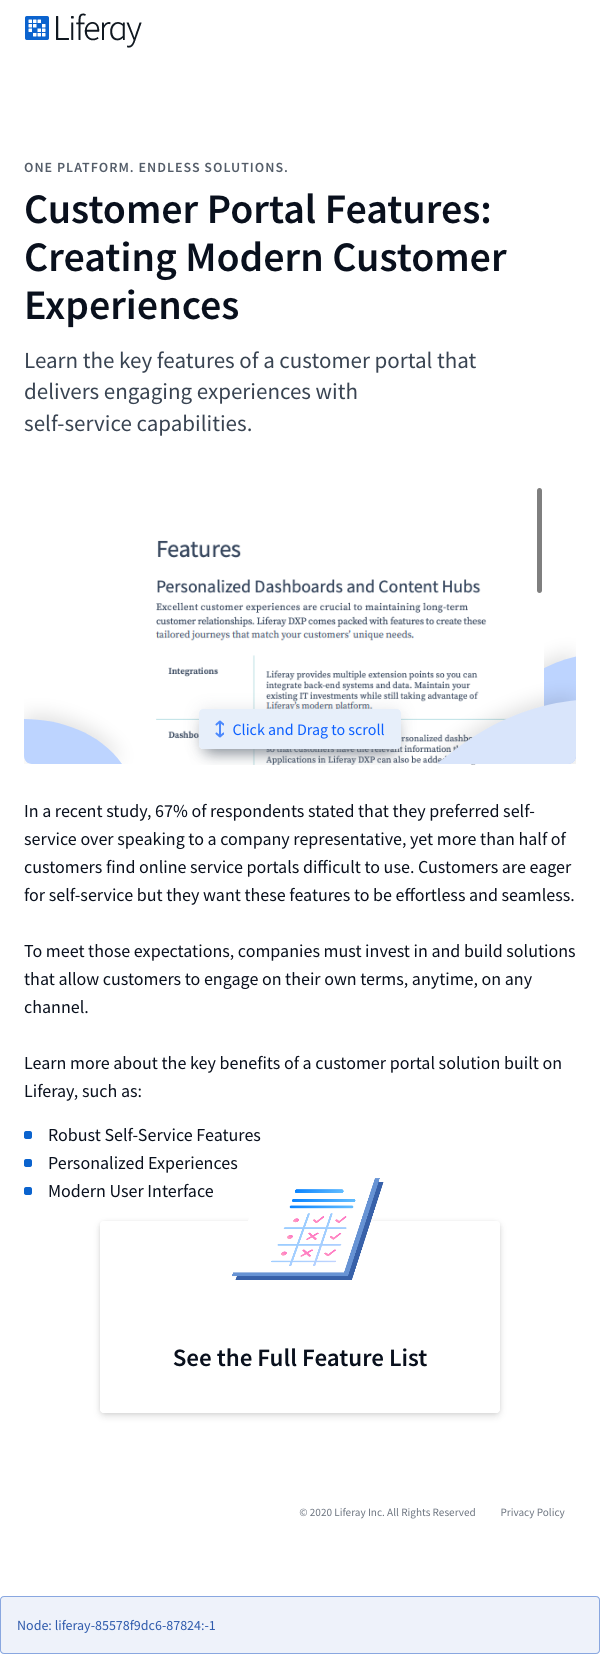 Liferay
ONE PLATFORM. ENDLESS SOLUTIONS.
Customer Portal Features:
Creating Modern Customer
Experiences
Learn the key features of a customer portal that
delivers engaging experiences with
self-service capabilities.
Features
Personalized Dashboards and Content Hubs
Excellent customer experiences are crucial to maintaining long-term
customer relationships. Liferay DXP comes packed with features to create these
tailored journeys that match your customers' unique needs.
Integrations
Liferay provides multiple extension points so you can
integrate back-end systems and data. Maintain your
existing IT investments while still taking advantage of
Liferay's modern platform.
Click and Drag to scroll
so that customers have the relevant information
Applications in Liferay DXP can also be
In a recent study, 67% of respondents stated that they preferred self-
service over speaking to a company representative, yet more than half of
customers find online service portals difficult to use. Customers are eager
for self-service but they want these features to be effortless and seamless.
To meet those expectations, companies must invest in and build solutions
that allow customers to engage on their own terms, anytime, on any
channel.
Learn more about the key benefits of a customer portal solution built on
Liferay, such as:
Robust Self-Service Features
Personalized Experiences
Modern User Interface
See the Full Feature List
© 2020 Liferay Inc. All Rights Reserved Privacy Policy
Node: liferay-85578f9dc6-87824:-1